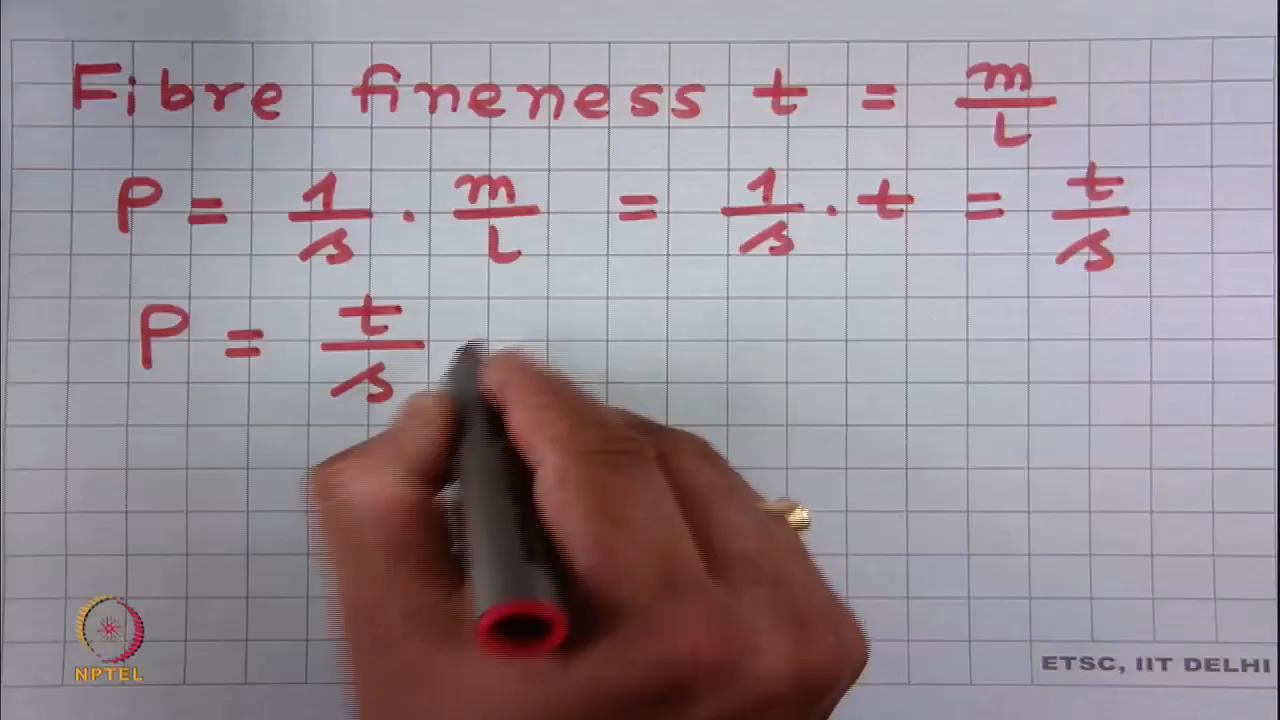 Fibre fineness t = m/L
P = 1/s . m/L = 1/s . t = t/s
P = t/s
NPTEL
ETSC, IIT DELHI